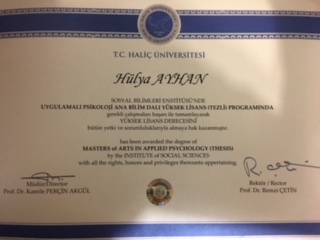 T.C. HALİÇ ÜNİVERSİTESİ
Hülya AYHAN
SOSYAL BİLİMLERİ ENSTİTÜSÜ'NDE
UYGULAMALI PSİKOLOJİ ANA BİLİM DALI YÜKSEK LİSANS (TEZLİ) PROGRAMINDA
gerekli çalışmaları başarı ile tamamlayarak
YÜKSEK LİSANS DERECESİNİ
bütün yetki ve sorumluluklarıyla almaya hak kazanmıştır.
has been awarded the degree of
MASTERS of ARTS IN APPLIED PSYCHOLOGY (THESIS)
by the INSTITUTE OF SOCIAL SCIENCES
with all the rights, honors and privileges thereunto appertaining.
Müdür/Director
Prof. Dr. Kamile PERÇİN AKGÜL
Rektör / Rector
Prof. Dr. Remzi ÇETİN